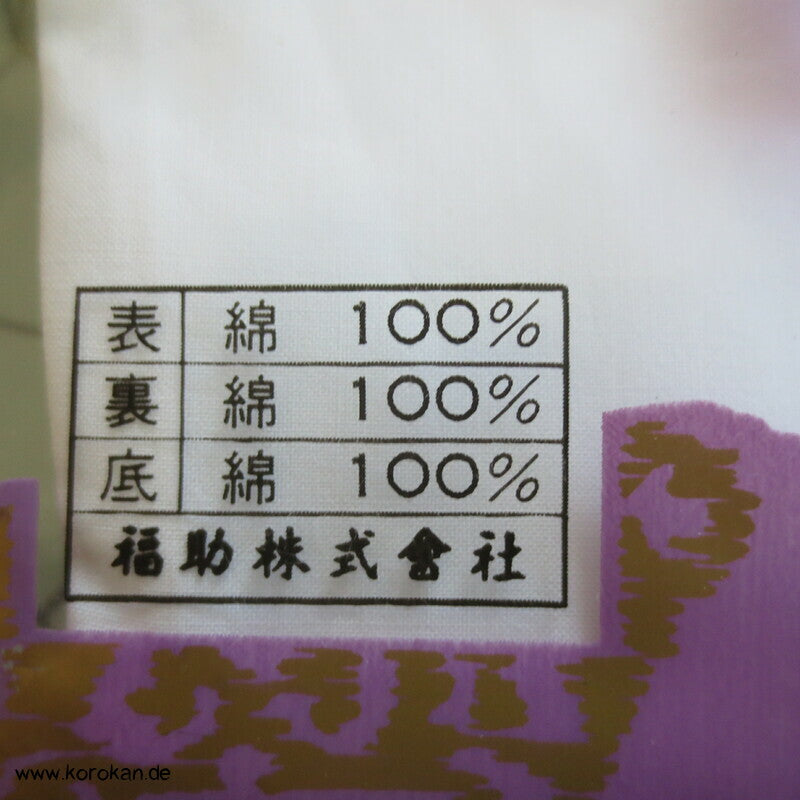 表 綿 100%
裏 綿 100%
底 綿 100%
福助株式会社
www.korokan.de